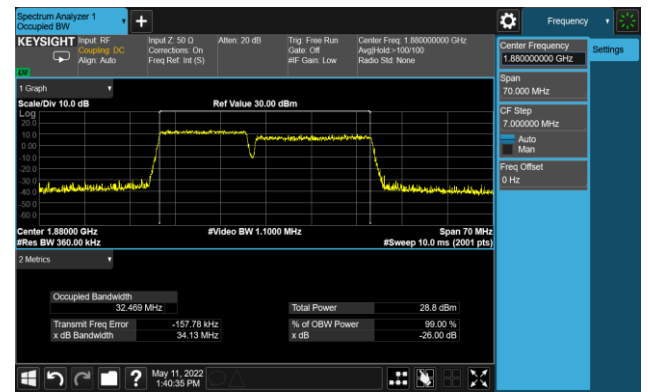 Spectrum Analyzer 1
Occupied BW
Frequency
KEYSIGHT
Input: RF
Coupling: DC
Align: Auto
Input Z: 50 Ω
Corrections: On
Freq Ref: Int (S)
Atten: 20 dB
Trig: Free Run
Gate: Off
#IF Gain: Low
Center Freq: 1.880000000 GHz
Avg|Hold:>100/100
Radio Std: None
LXI
Center Frequency
1.880000000 GHz
Settings
Span
70.000 MHz
CF Step
7.000000 MHz
Auto
Man
Freq Offset
0 Hz
1 Graph
Scale/Div 10.0 dB
Ref Value 30.00 dBm
Log
20.0
10.0
0.00
-10.0
-20.0
-30.0
-40.0
-50.0
-60.0
Center 1.88000 GHz
#Video BW 1.1000 MHz
Span 70 MHz
#Res BW 360.00 kHz
#Sweep 10.0 ms (2001 pts)
2 Metrics
Occupied Bandwidth
32.469 MHz
Total Power 28.8 dBm
Transmit Freq Error -157.78 kHz
% of OBW Power 99.00 %
x dB Bandwidth 34.13 MHz
x dB -26.00 dB
?
May 11, 2022
1:40:35 PM